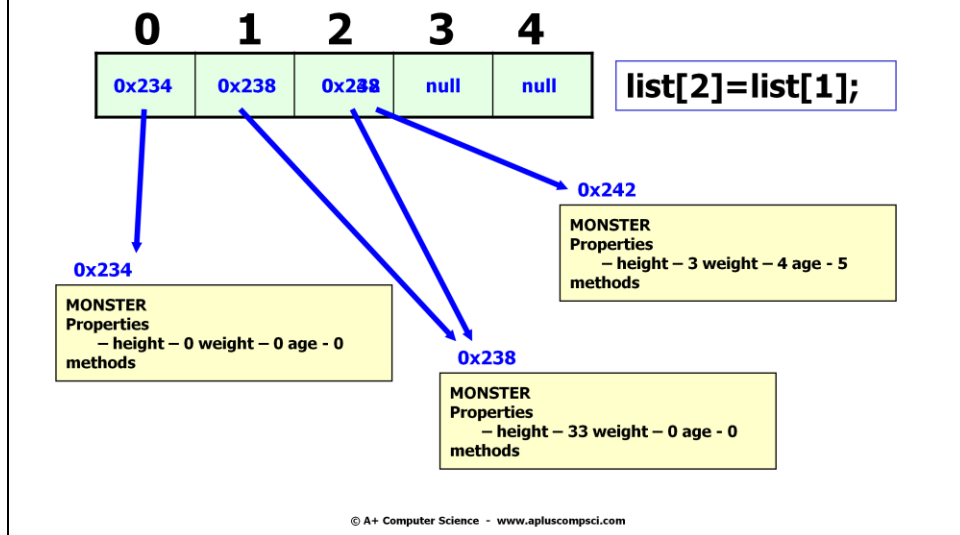 0 1 2 3 4
0x234 0x238 null null
list[2]=list[1];
0x242
MONSTER
Properties
– height – 3 weight – 4 age - 5
methods
0x234
MONSTER
Properties
– height – 0 weight – 0 age - 0
methods
0x238
MONSTER
Properties
– height – 33 weight – 0 age - 0
methods
© A+ Computer Science - www.apluscompsci.com